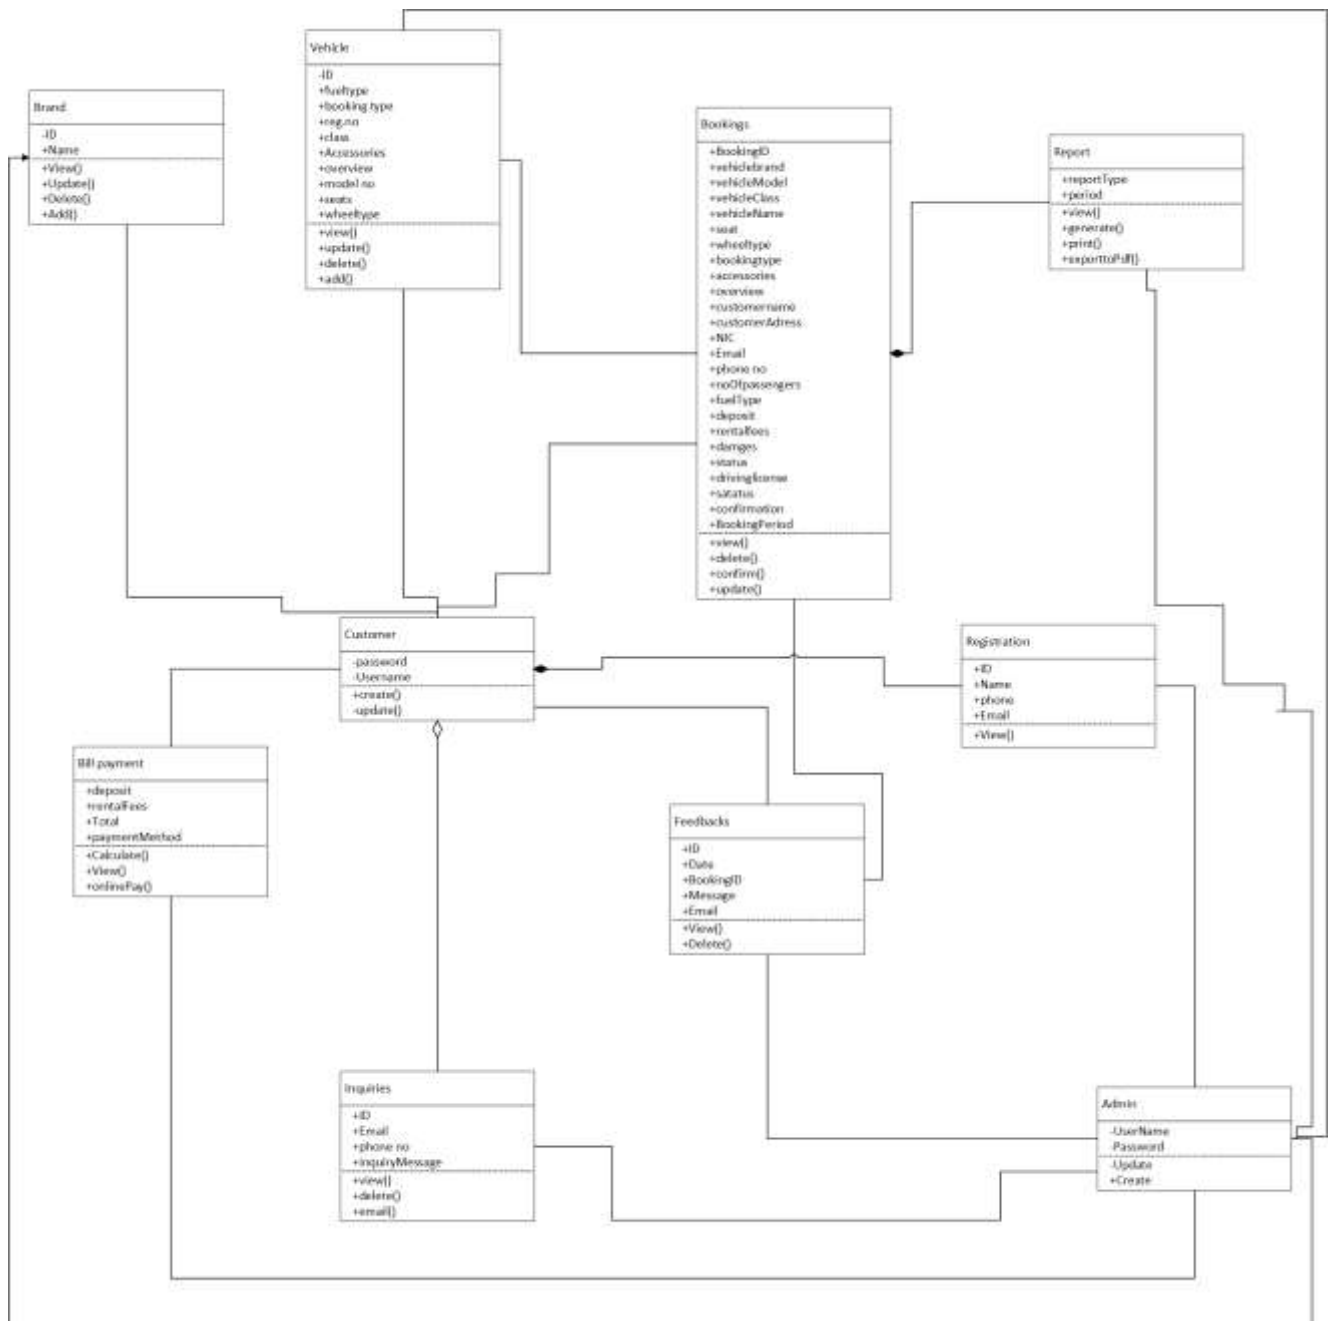 Vehicle
-ID
+fueltype
+booking type
+reg.no
+class
+Accessories
+overview
+model no
+seats
+wheeltype
+view()
+update()
+delete()
+add()
Brand
-ID
+Name
+View()
+Update()
+Delete()
+Add()
Bookings
+BookingID
+vehiclebrand
+vehicleModel
+vehicleClass
+vehicleName
+seat
+wheeltype
+bookingtype
+accessories
+overview
+customername
+customerAdress
+NIC
+Email
+phone no
+noOfpassengers
+fuelType
+deposit
+rentalfees
+damges
+status
+drivinglicense
+satatus
+confirmation
+BookingPeriod
+view()
+delete()
+confirm()
+update()
Report
+reportType
+period
+view()
+generate()
+print()
+exporttoPdf()
Customer
-password
-Username
+create()
-update()
Registration
+ID
+Name
+phone
+Email
+View()
Bill payment
+deposit
+rentalFees
+Total
+paymentMethod
+Calculate()
+View()
+onlinePay()
Feedbacks
+ID
+Date
+BookingID
+Message
+Email
+View()
+Delete()
Inquiries
+ID
+Email
+phone no
+inquiryMessage
+view()
+delete()
+email()
Admin
-UserName
-Password
-Update
+Create